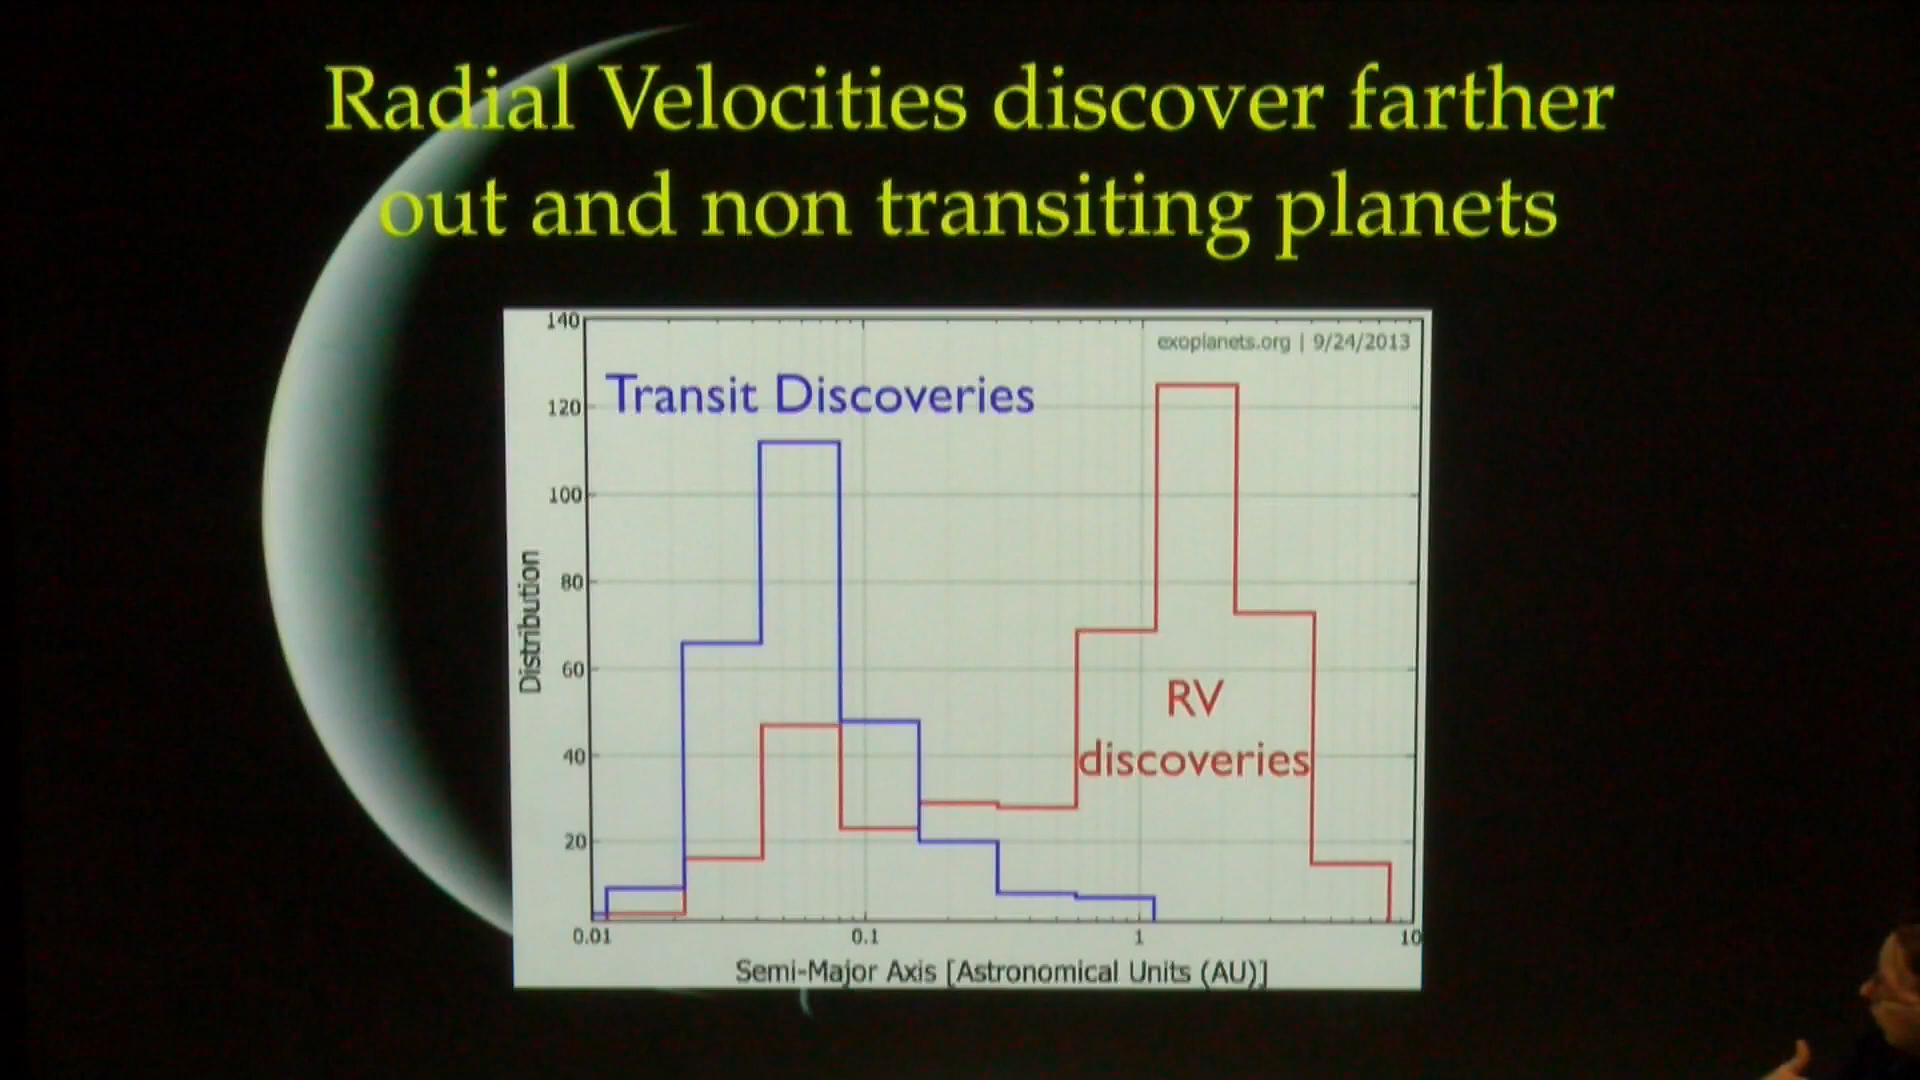 Radial Velocities discover farther
out and non transiting planets
140
exoplanets.org | 9/24/2013
Transit Discoveries
120
100
80
Distribution
60
RV
discoveries
40
20
0.01
0.1
1
10
Semi-Major Axis [Astronomical Units (AU)]